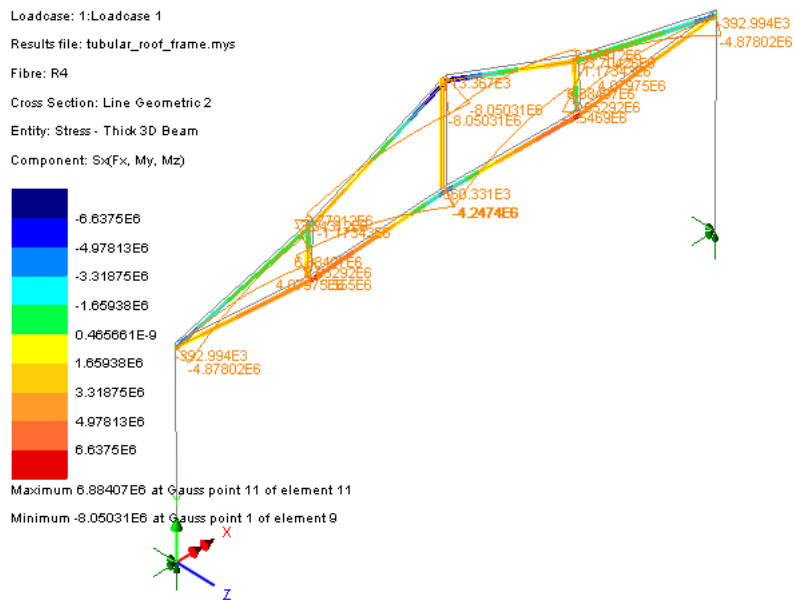 Loadcase: 1:Loadcase 1
Results file: tubular_roof_frame.mys
Fibre: R4
Cross Section: Line Geometric 2
Entity: Stress - Thick 3D Beam
Component: Sx(Fx, My, Mz)
-6.6375E6
-4.97813E6
-3.31875E6
-1.65938E6
0.465661E-9
1.65938E6
3.31875E6
4.97813E6
6.6375E6
-392.994E3
-4.87802E6
-8.05031E6
-8.05031E6
-4.2474E6
-392.994E3
-4.87802E6
Maximum 6.88407E6 at Gauss point 11 of element 11
Minimum -8.05031E6 at Gauss point 1 of element 9
X
Z